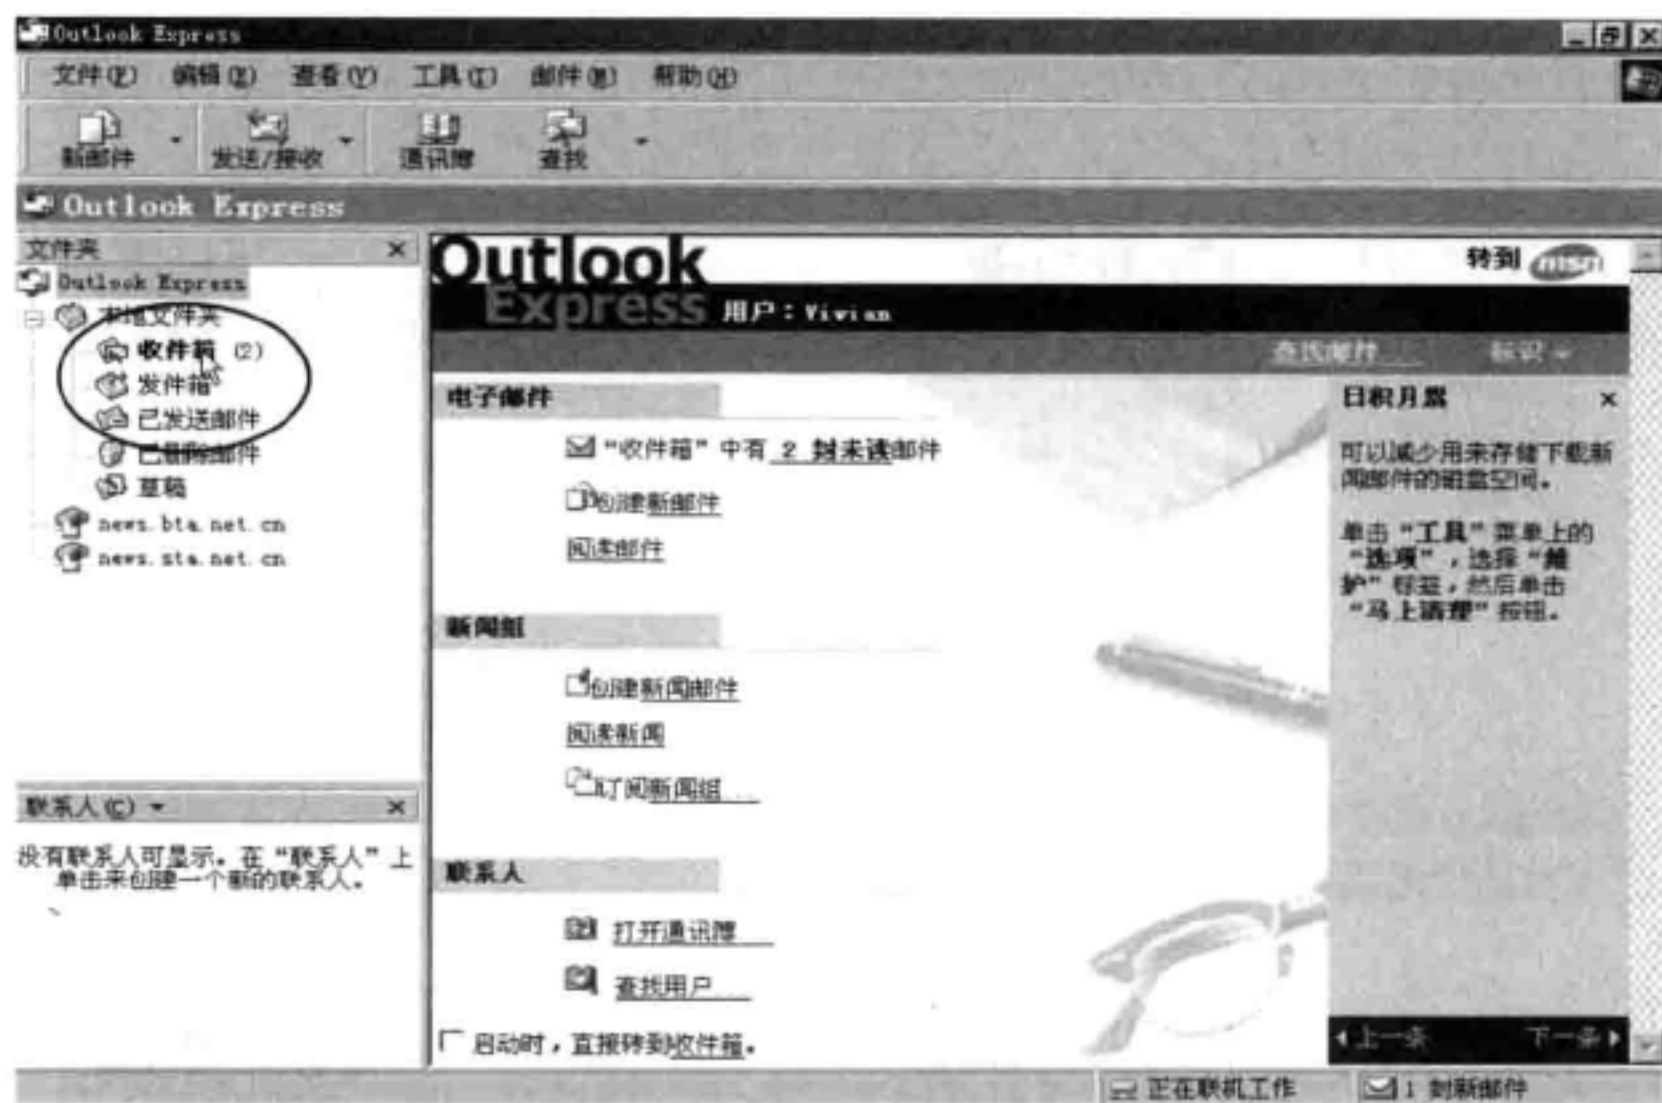 Outlook Express
文件(F) 编辑(E) 查看(V) 工具(T) 邮件(M) 帮助(H)
新邮件 发送/接收 通讯簿 查找
Outlook Express
文件夹
Outlook Express
本地文件夹
收件箱 (2)
发件箱
已发送邮件
已删除邮件
草稿
news.bta.net.cn
news.sta.net.cn
联系人(C)
没有联系人可显示。在“联系人”上
单击来创建一个新的联系人。
Outlook
Express 用户：Vivian
转到 msn
查找邮件... 标识
电子邮件
“收件箱”中有 2 封未读邮件
创建新邮件
阅读邮件
新闻组
创建新闻邮件
阅读新闻
订阅新闻组...
联系人
打开通讯簿...
查找用户...
启动时，直接转到收件箱。
日积月累
可以减少用来存储下载新
闻邮件的磁盘空间。
单击“工具”菜单上的
“选项”，选择“维
护”标签，然后单击
“马上清理”按钮。
上一条 下一条
正在联机工作 1 封新邮件